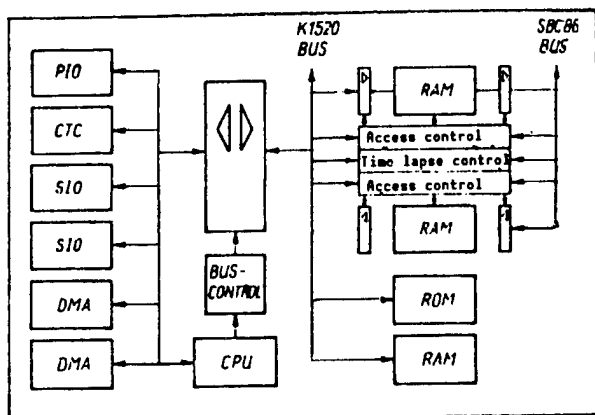 PIO
CTC
SIO
SIO
DMA
DMA
BUS-
CONTROL
CPU
K1520
BUS
SBC86
BUS
RAM
Access control
Time lapse control
Access control
RAM
ROM
RAM